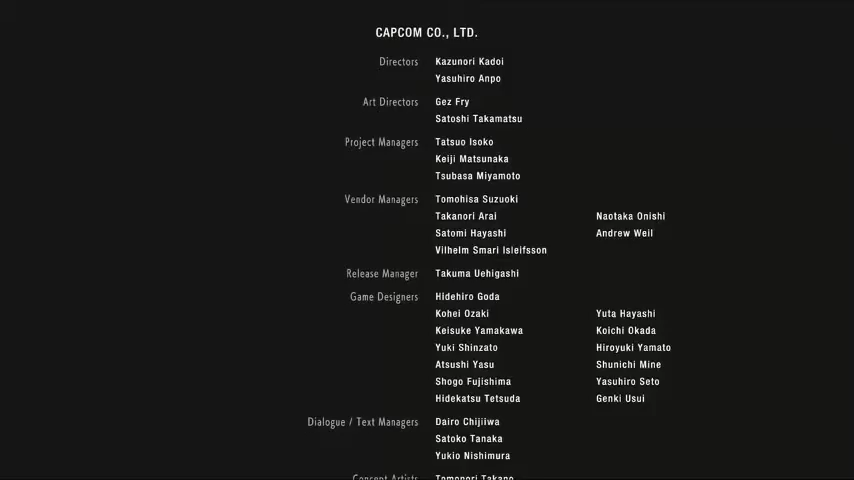 CAPCOM CO., LTD.
Directors Kazunori Kadoi
Yasuhiro Anpo
Art Directors Gez Fry
Satoshi Takamatsu
Project Managers Tatsuo Isoko
Keiji Matsunaka
Tsubasa Miyamoto
Vendor Managers Tomohisa Suzuoki
Takanori Arai Naotaka Onishi
Satomi Hayashi Andrew Weil
Vilhelm Smari Isleifsson
Release Manager Takuma Uehigashi
Game Designers Hidehiro Goda
Kohei Ozaki Yuta Hayashi
Keisuke Yamakawa Koichi Okada
Yuki Shinzato Hiroyuki Yamato
Atsushi Yasu Shunichi Mine
Shogo Fujishima Yasuhiro Seto
Hidekatsu Tetsuda Genki Usui
Dialogue / Text Managers Dairo Chijiiwa
Satoko Tanaka
Yukio Nishimura
Concept Artists Tomonori Takano